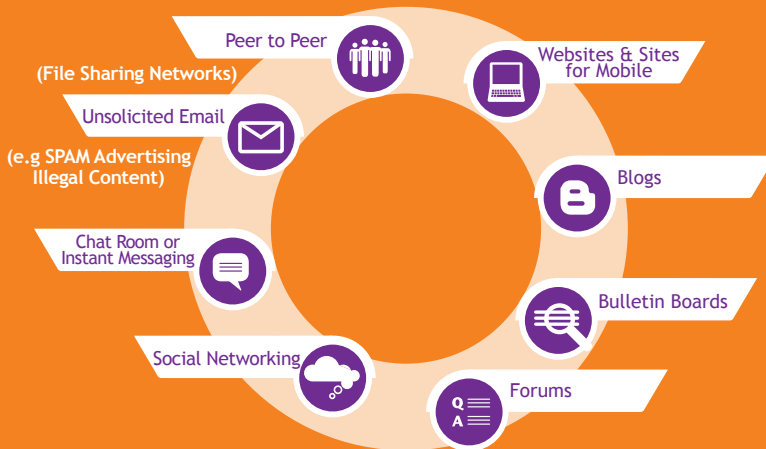 Peer to Peer
(File Sharing Networks)
Unsolicited Email
(e.g SPAM Advertising
Illegal Content)
Chat Room or
Instant Messaging
Social Networking
Websites & Sites
for Mobile
Blogs
Bulletin Boards
Forums
Q
A